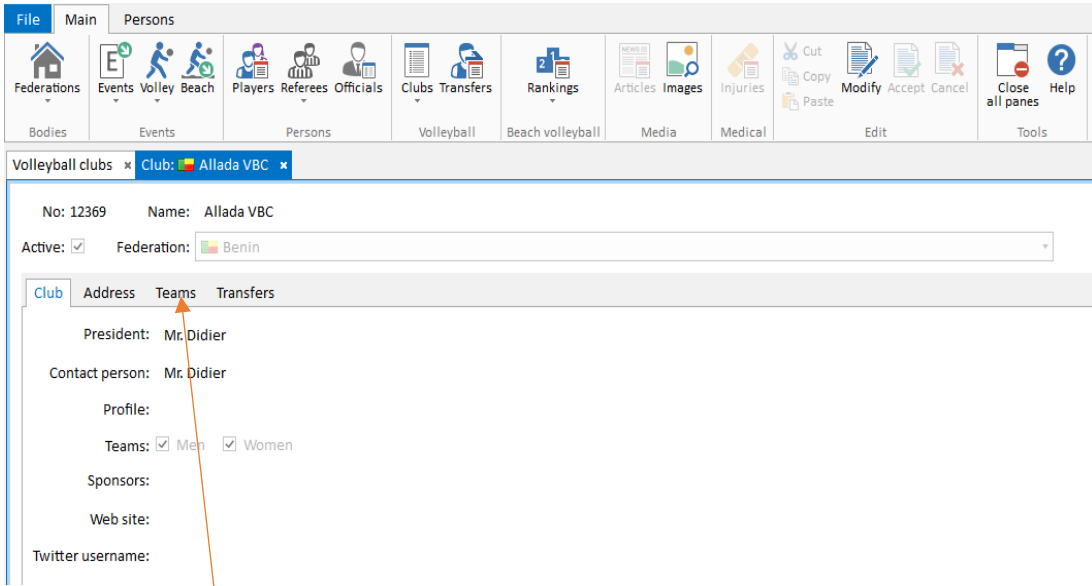 File Main Persons
Federations Events Volley Beach Players Referees Officials Clubs Transfers Rankings Articles Images Injuries Cut Copy Paste Modify Accept Cancel Close all panes Help
Bodies Events Persons Volleyball Beach volleyball Media Medical Edit Tools
Volleyball clubs × Club: Allada VBC ×
No: 12369 Name: Allada VBC
Active: Federation: Benin
Club Address Teams Transfers
President: Mr. Didier
Contact person: Mr. Didier
Profile:
Teams: Men Women
Sponsors:
Web site:
Twitter username: